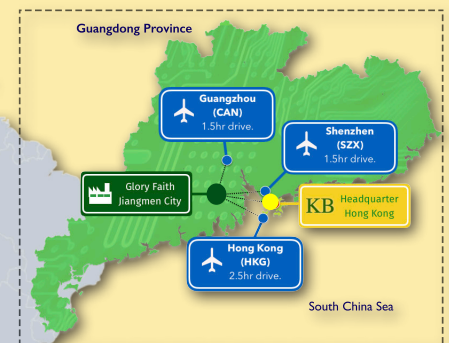 Guangdong Province
Guangzhou
(CAN)
1.5hr drive.
Shenzhen
(SZX)
1.5hr drive.
Glory Faith
Jiangmen City
KB
Headquarter
Hong Kong
Hong Kong
(HKG)
2.5hr drive.
South China Sea